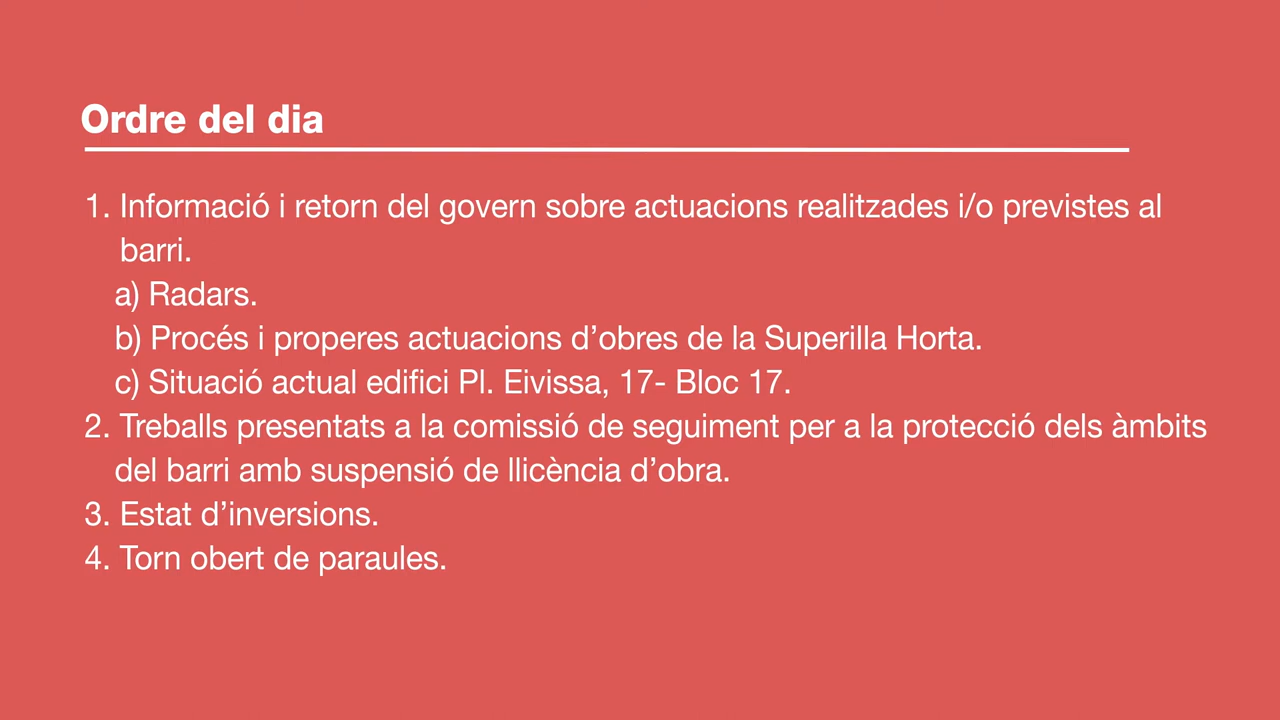 Ordre del dia
1. Informació i retorn del govern sobre actuacions realitzades i/o previstes al
barri.
a) Radars.
b) Procés i properes actuacions d’obres de la Superilla Horta.
c) Situació actual edifici Pl. Eivissa, 17- Bloc 17.
2. Treballs presentats a la comissió de seguiment per a la protecció dels àmbits
del barri amb suspensió de llicència d’obra.
3. Estat d’inversions.
4. Torn obert de paraules.